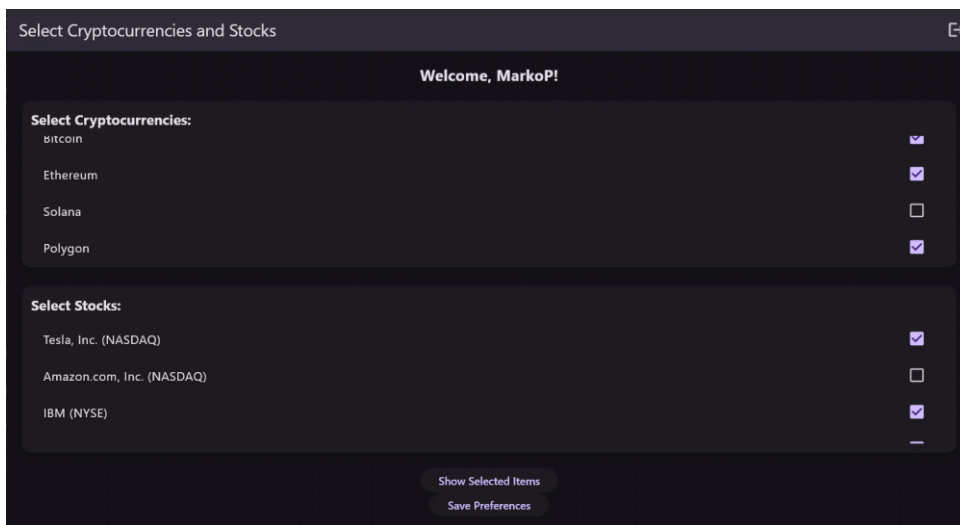 Select Cryptocurrencies and Stocks
Welcome, MarkoP!
Select Cryptocurrencies:
Bitcoin
Ethereum
Solana
Polygon
Select Stocks:
Tesla, Inc. (NASDAQ)
Amazon.com, Inc. (NASDAQ)
IBM (NYSE)
Show Selected Items
Save Preferences